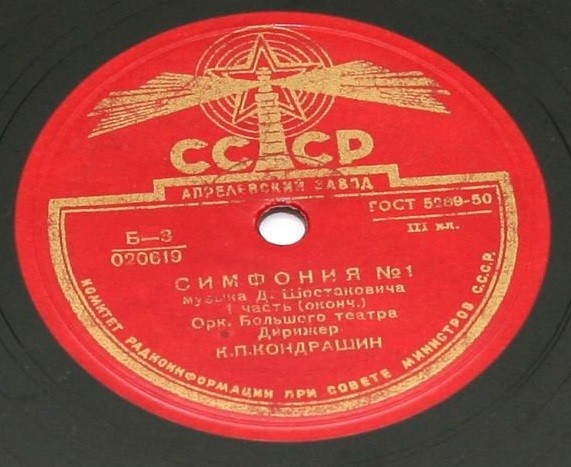 СССР
АПРЕЛЕВСКИЙ ЗАВОД
ГОСТ 5289-50
III кл.
Б—3
020619
СИМФОНИЯ №1
музыка Д. Шостаковича
1 часть (оконч.)
Орк. Большого театра
Дирижер
К.П.КОНДРАШИН
КОМИТЕТ РАДИОИНФОРМАЦИИ ПРИ СОВЕТЕ МИНИСТРОВ СССР.